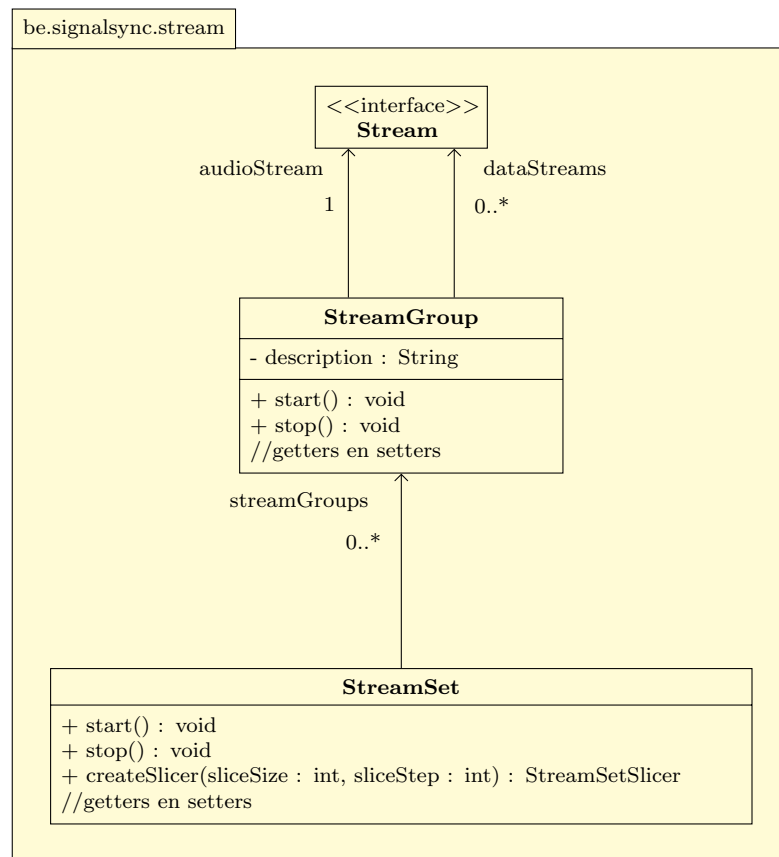 be.signalsync.stream
<<interface>>
Stream
audioStream
dataStreams
1
0..*
StreamGroup
- description : String
+ start() : void
+ stop() : void
//getters en setters
streamGroups
0..*
StreamSet
+ start() : void
+ stop() : void
+ createSlicer(sliceSize : int, sliceStep : int) : StreamSetSlicer
//getters en setters